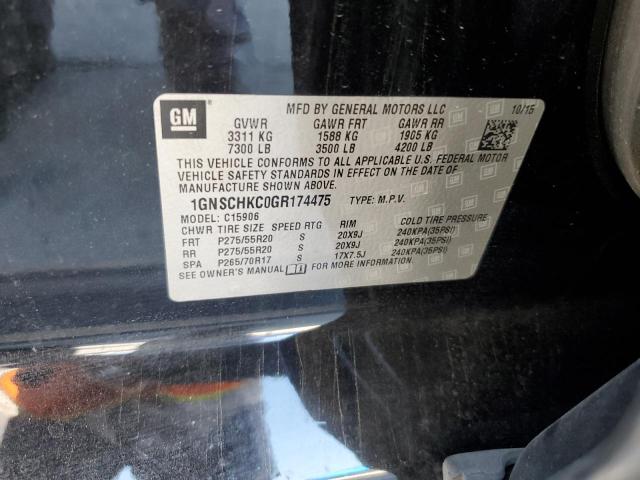 GM
MFD BY GENERAL MOTORS LLC 10/15
GVWR GAWR FRT GAWR RR
3311 KG 1588 KG 1905 KG
7300 LB 3500 LB 4200 LB
THIS VEHICLE CONFORMS TO ALL APPLICABLE U.S. FEDERAL MOTOR
VEHICLE SAFETY STANDARDS IN EFFECT ON THE DATE OF
MANUFACTURE SHOWN ABOVE.
1GNSCHKC0GR174475 TYPE: M.P.V.
C15906
CHWR TIRE SIZE SPEED RTG RIM COLD TIRE PRESSURE
FRT P275/55R20 S 20X9J 240KPA(35PSI)
RR P275/55R20 S 20X9J 240KPA(35PSI)
SPA P265/70R17 S 17X7.5J 240KPA(35PSI)
SEE OWNER'S MANUAL i FOR MORE INFORMATION.